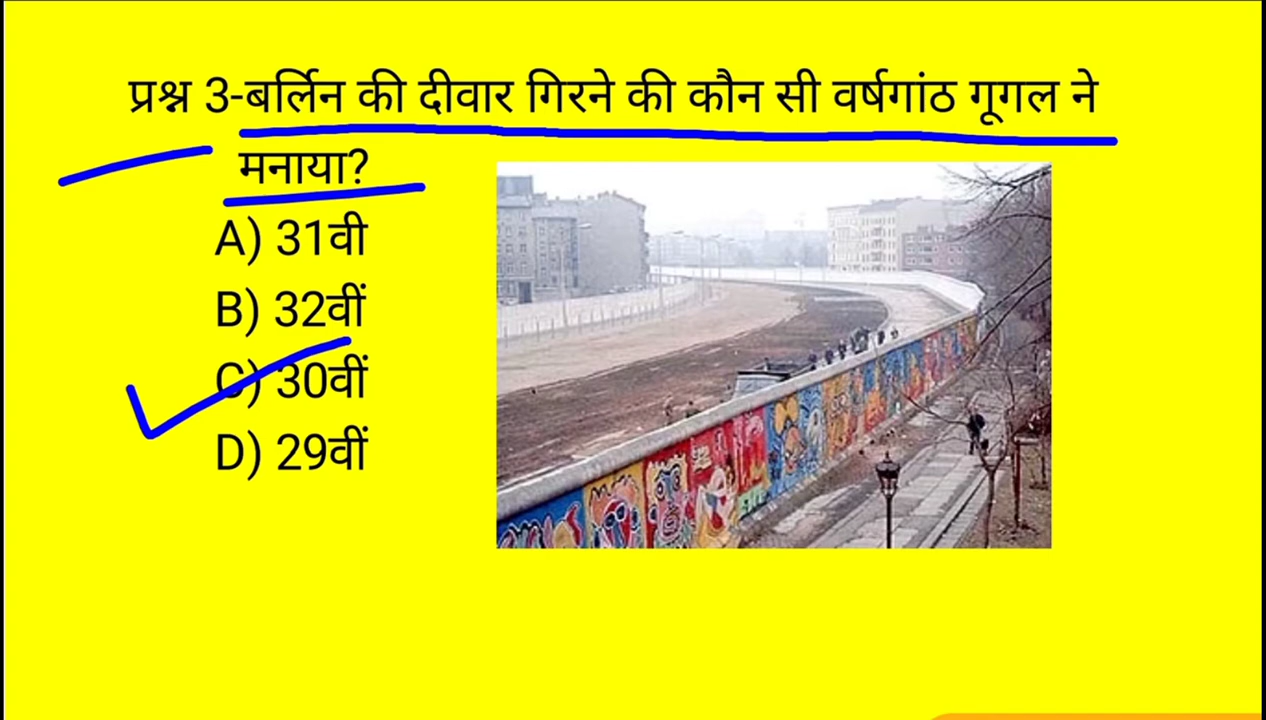 प्रश्न 3-बर्लिन की दीवार गिरने की कौन सी वर्षगांठ गूगल ने
मनाया?
A) 31वी
B) 32वीं
C) 30वीं
D) 29वीं